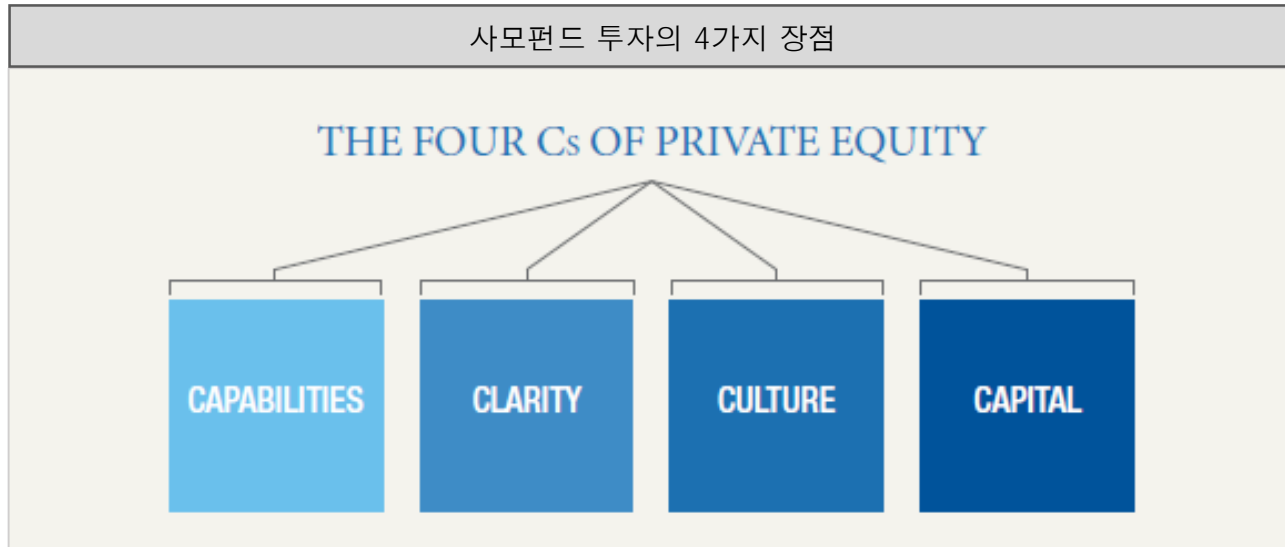 사모펀드 투자의 4가지 장점
THE FOUR Cs OF PRIVATE EQUITY
CAPABILITIES
CLARITY
CULTURE
CAPITAL